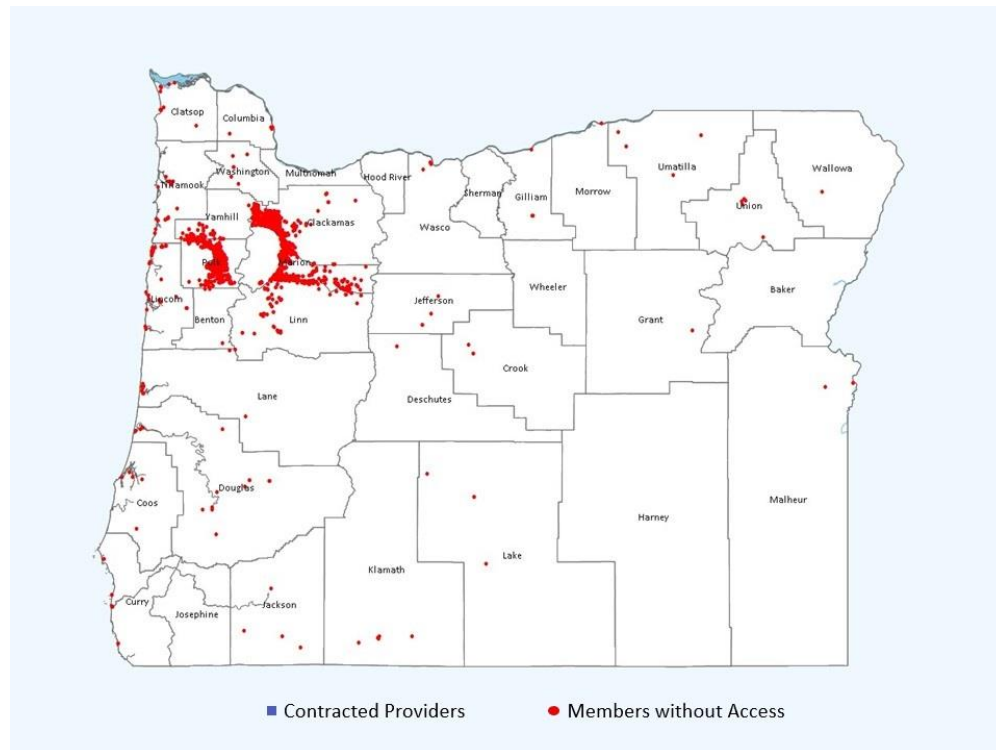 Clatsop
Columbia
Tillamook
Washington
Multnomah
Hood River
Sherman
Gilliam
Morrow
Umatilla
Union
Wallowa
Yamhill
Clackamas
Wasco
Polk
Marion
Wheeler
Baker
Lincoln
Benton
Linn
Jefferson
Grant
Crook
Lane
Deschutes
Douglas
Coos
Harney
Malheur
Klamath
Lake
Curry
Josephine
Jackson
Contracted Providers
Members without Access